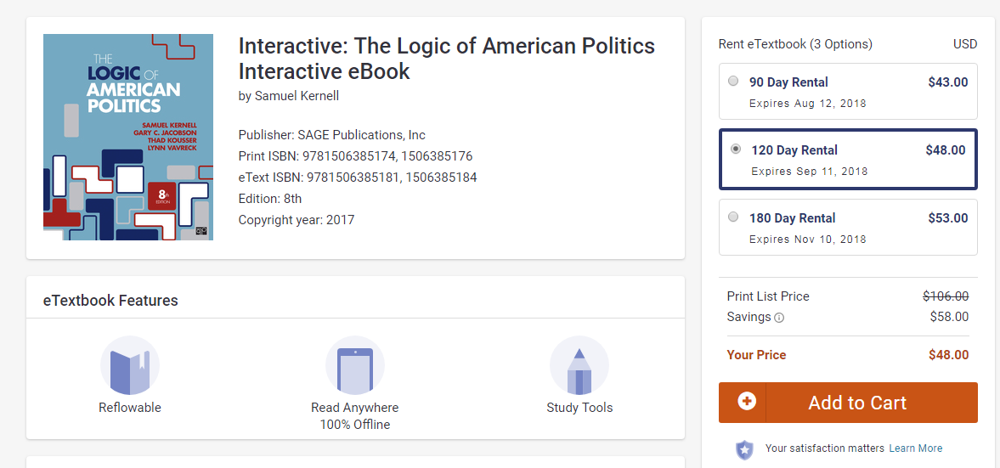 THE
LOGIC OF
AMERICAN
POLITICS
SAMUEL KERNELL
GARY C. JACOBSON
THAD KOUSSER
LYNN VAVRECK
8th
EDITION
Interactive: The Logic of American Politics
Interactive eBook
by Samuel Kernell
Publisher: SAGE Publications, Inc
Print ISBN: 9781506385174, 1506385176
eText ISBN: 9781506385181, 1506385184
Edition: 8th
Copyright year: 2017
eTextbook Features
Reflowable
Read Anywhere
100% Offline
Study Tools
Rent eTextbook (3 Options) USD
90 Day Rental $43.00
Expires Aug 12, 2018
120 Day Rental $48.00
Expires Sep 11, 2018
180 Day Rental $53.00
Expires Nov 10, 2018
Print List Price $106.00
Savings $58.00
Your Price $48.00
Add to Cart
Your satisfaction matters Learn More